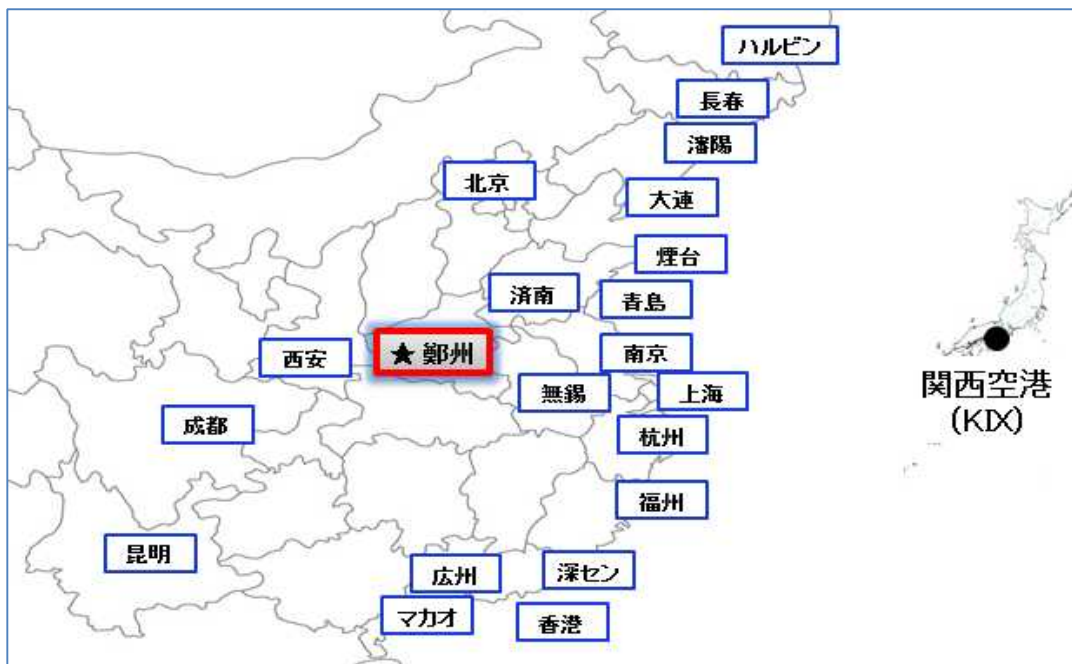 ハルビン
長春
瀋陽
北京
大連
煙台
済南
青島
★ 鄭州
西安
南京
無錫
上海
成都
杭州
関西空港
(KIX)
福州
昆明
広州
深セン
マカオ
香港